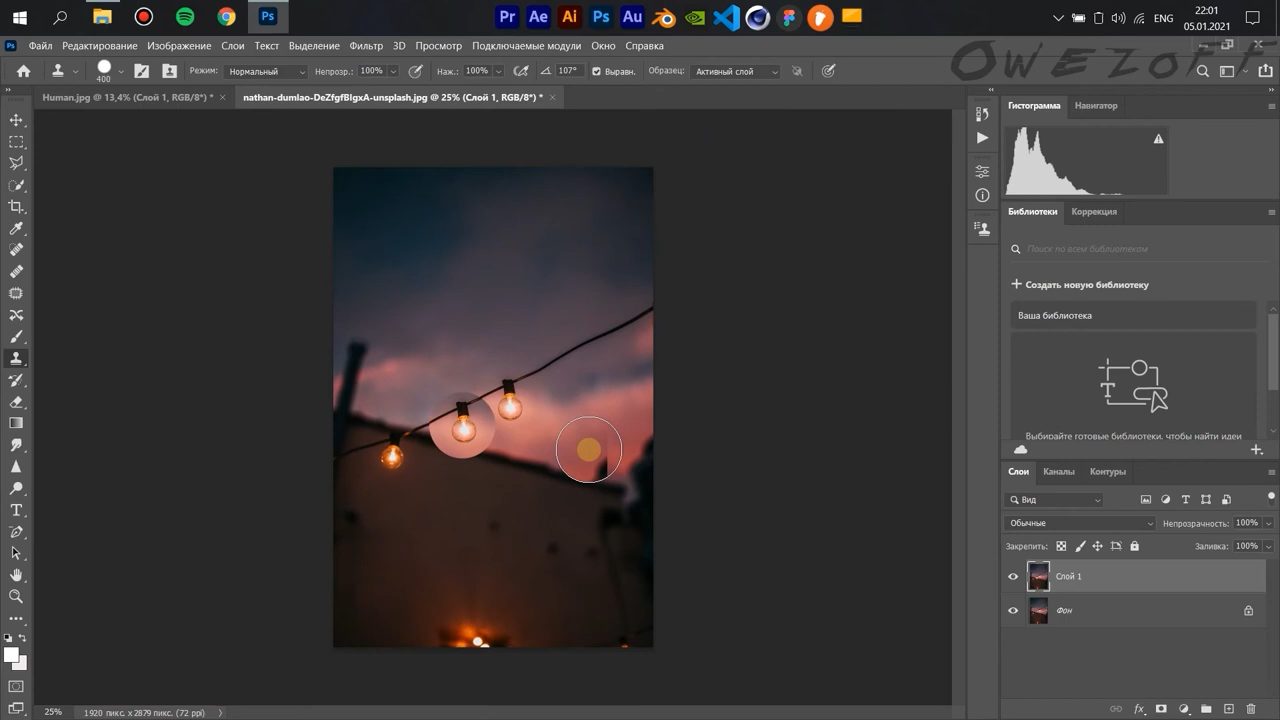 Pr Ae Ai Ps Au
ENG
22:01
05.01.2021
Ps
Ps Файл Редактирование Изображение Слои Текст Выделение Фильтр 3D Просмотр Подключаемые модули Окно Справка
OWEZOFT
400
Режим: Нормальный Непрозр.: 100% Наж.: 100% 107° Выравн. Образец: Активный слой
Human.jpg @ 13,4% (Слой 1, RGB/8*) * ×
nathan-dumlao-DeZfgfBIgxA-unsplash.jpg @ 25% (Слой 1, RGB/8*) * ×
Гистограмма Навигатор
Библиотеки Коррекция
Поиск по всем библиотекам
Создать новую библиотеку
Ваша библиотека
Выбирайте готовые библиотеки, чтобы найти идеи
Слои Каналы Контуры
Вид
Обычные Непрозрачность: 100%
Закрепить: Заливка: 100%
Слой 1
Фон
25% 1920 пикс. x 2879 пикс. (72 ppi)